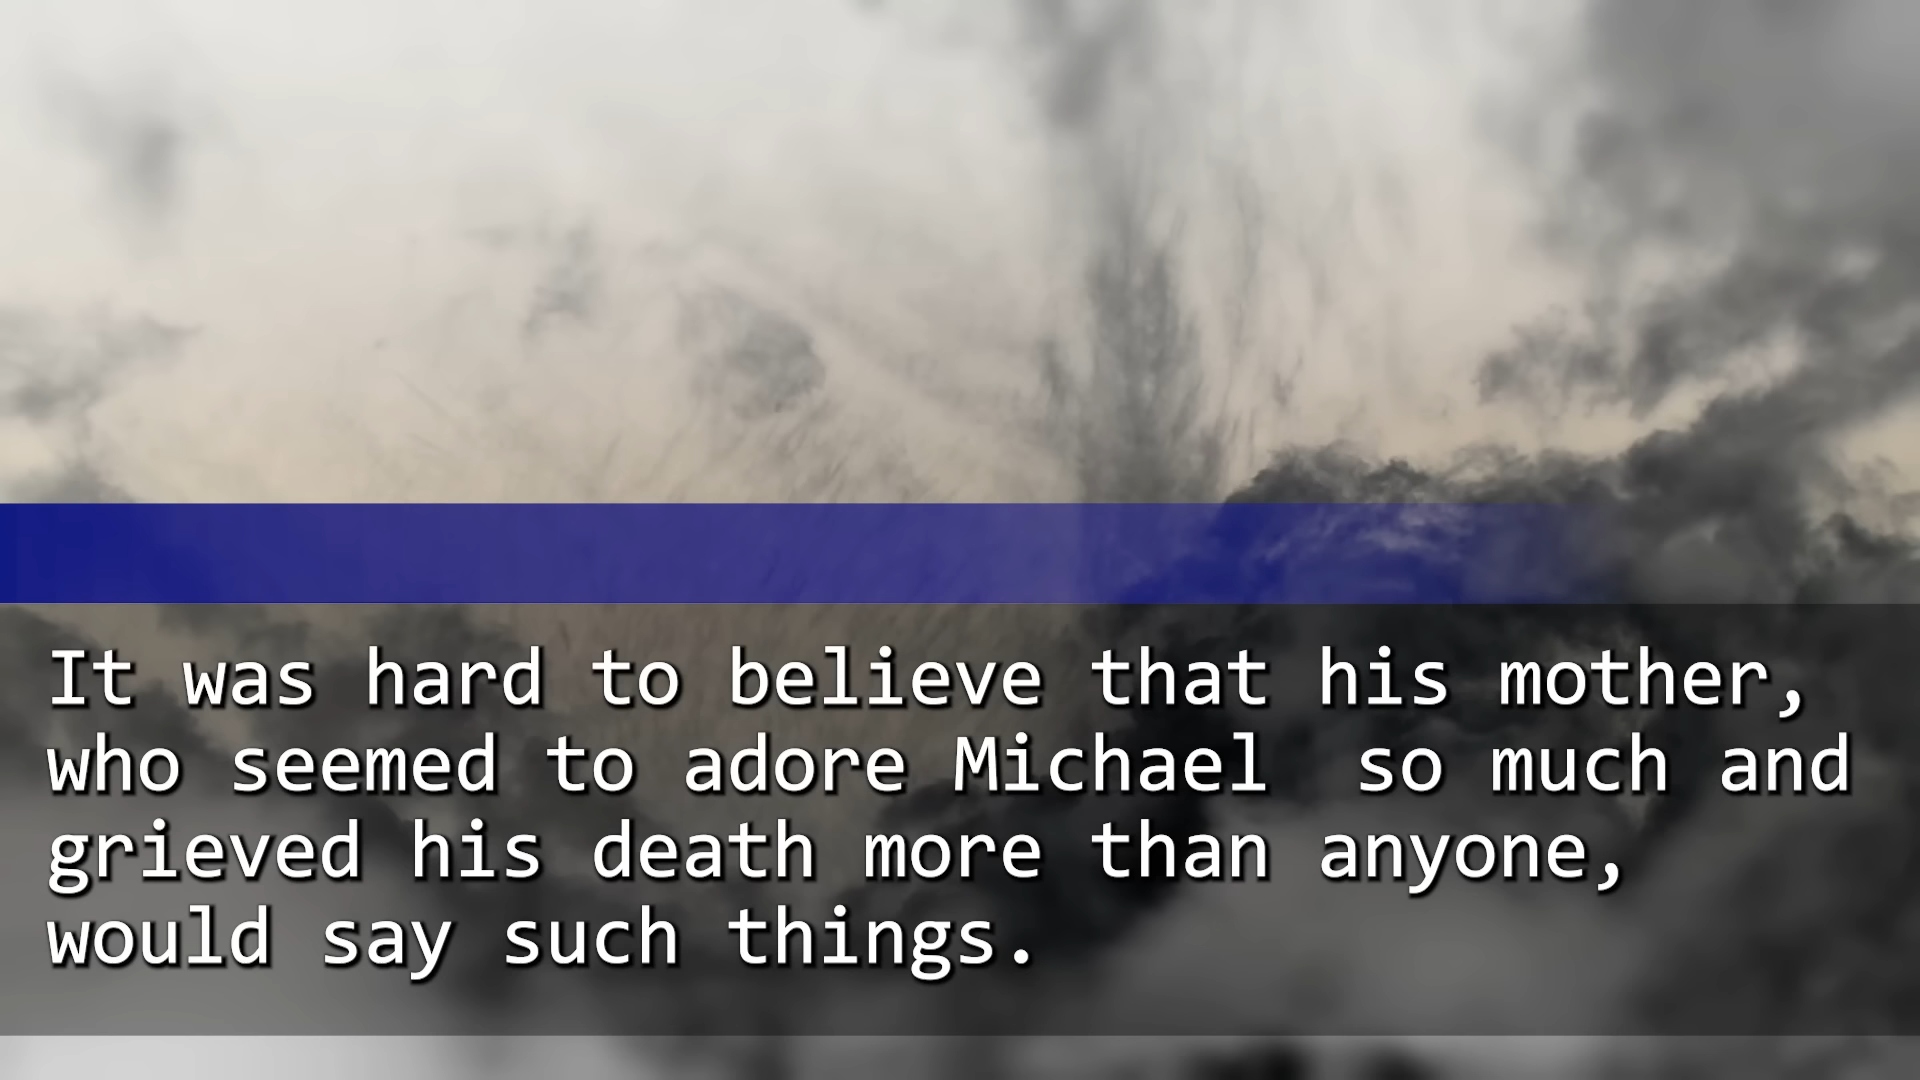 It was hard to believe that his mother,
who seemed to adore Michael  so much and
grieved his death more than anyone,
would say such things.